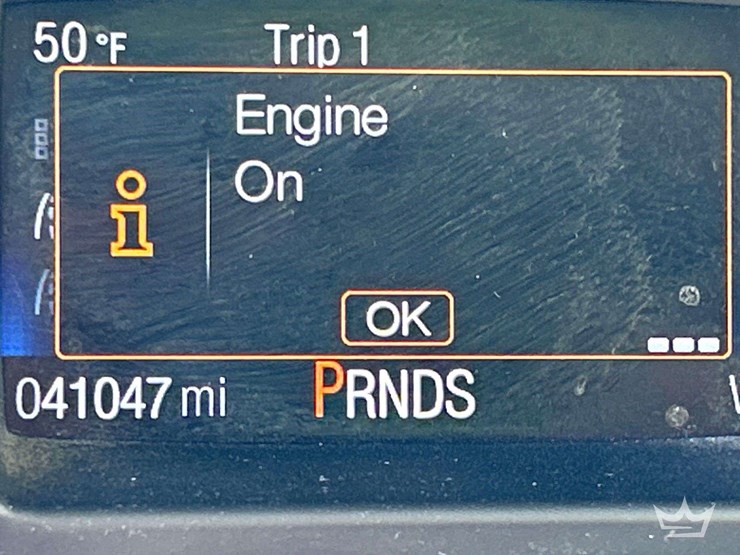 50 °F Trip 1
Engine
On
i
OK
041047 mi PRNDS